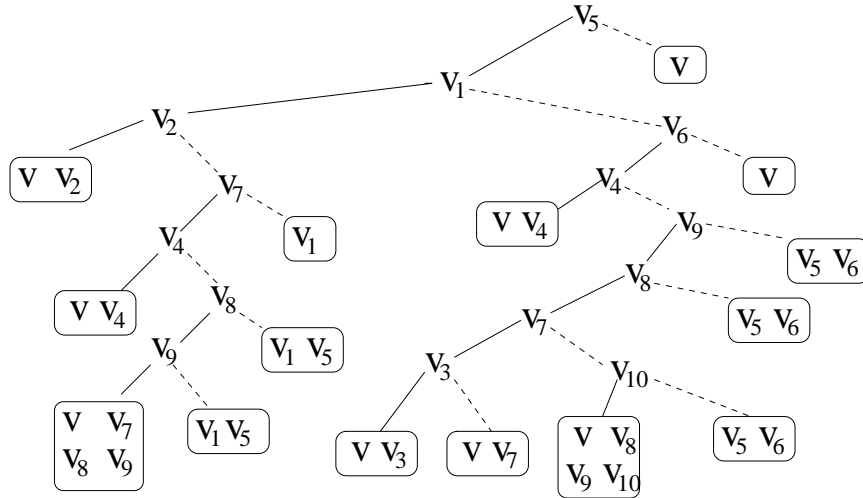 V₅
V
V₁
V₂
V₆
V V₂
V₇
V₄
V
V₄
V₁
V V₄
V₉
V₅ V₆
V V₄
V₈
V₈
V₉
V₁ V₅
V₇
V₅ V₆
V₃
V₁₀
V V₇
V₈ V₉
V₁ V₅
V V₃
V V₇
V V₈
V₉ V₁₀
V₅ V₆